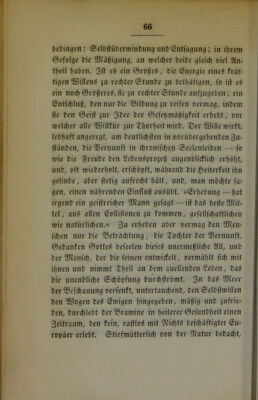 66
bedingen: Selbstüberwindung und Entsagung; in ihrem
Gefolge die Mäßigung, an welcher beide gleich viel An-
theil haben. Ist es ein Großes, die Energie eines kräf-
tigen Willens zu rechter Stunde zu bethätigen, so ist es
ein noch Größeres, sie zu rechter Stunde aufzugeben; ein
Entschluß, den nur die Bildung zu reifen vermag, indem
sie den Geist zur Idee der Gesetzmäßigkeit erhebt, vor
welcher alle Willkür zur Thorheit wird. Der Wille wirkt,
lebhaft angeregt, am deutlichsten in vorübergehenden Zu-
ständen, die Vernunft in chronischen Seelenleiden — so
wie die Freude den Lebensprozeß augenblicklich erhöht,
und, oft wiederholt, erschöpft, während die Heiterkeit ihn
gelinde, aber stetig aufrecht hält, und, man möchte sa-
gen, einen nährenden Einfluß ausübt. »Erhebung — hat
irgend ein geistreicher Mann gesagt — ist das beste Mit-
tel, aus allen Collisionen zu kommen, gesellschaftlichen
wie natürlichen.« Zu erheben aber vermag den Men-
schen nur die Betrachtung, die Tochter der Vernunft.
Gedanken Gottes beseelen dieses unermeßliche All, und
der Mensch, der die seinen entwickelt, vermählt sich mit
ihnen und nimmt Theil an dem quellenden Leben, das
die unendliche Schöpfung durchströmt. In das Meer
der Beschauung versenkt, untertauchend, den Selbstwillen
den Wogen des Ewigen hingegeben, mäßig und zufrie-
den, durchlebt der Bramine in heiterer Gesundheit einen
Zeitraum, den kein, rastlos mit Nichts beschäftigter Eu-
ropäer erlebt. Stiefmütterlich von der Natur bedacht,